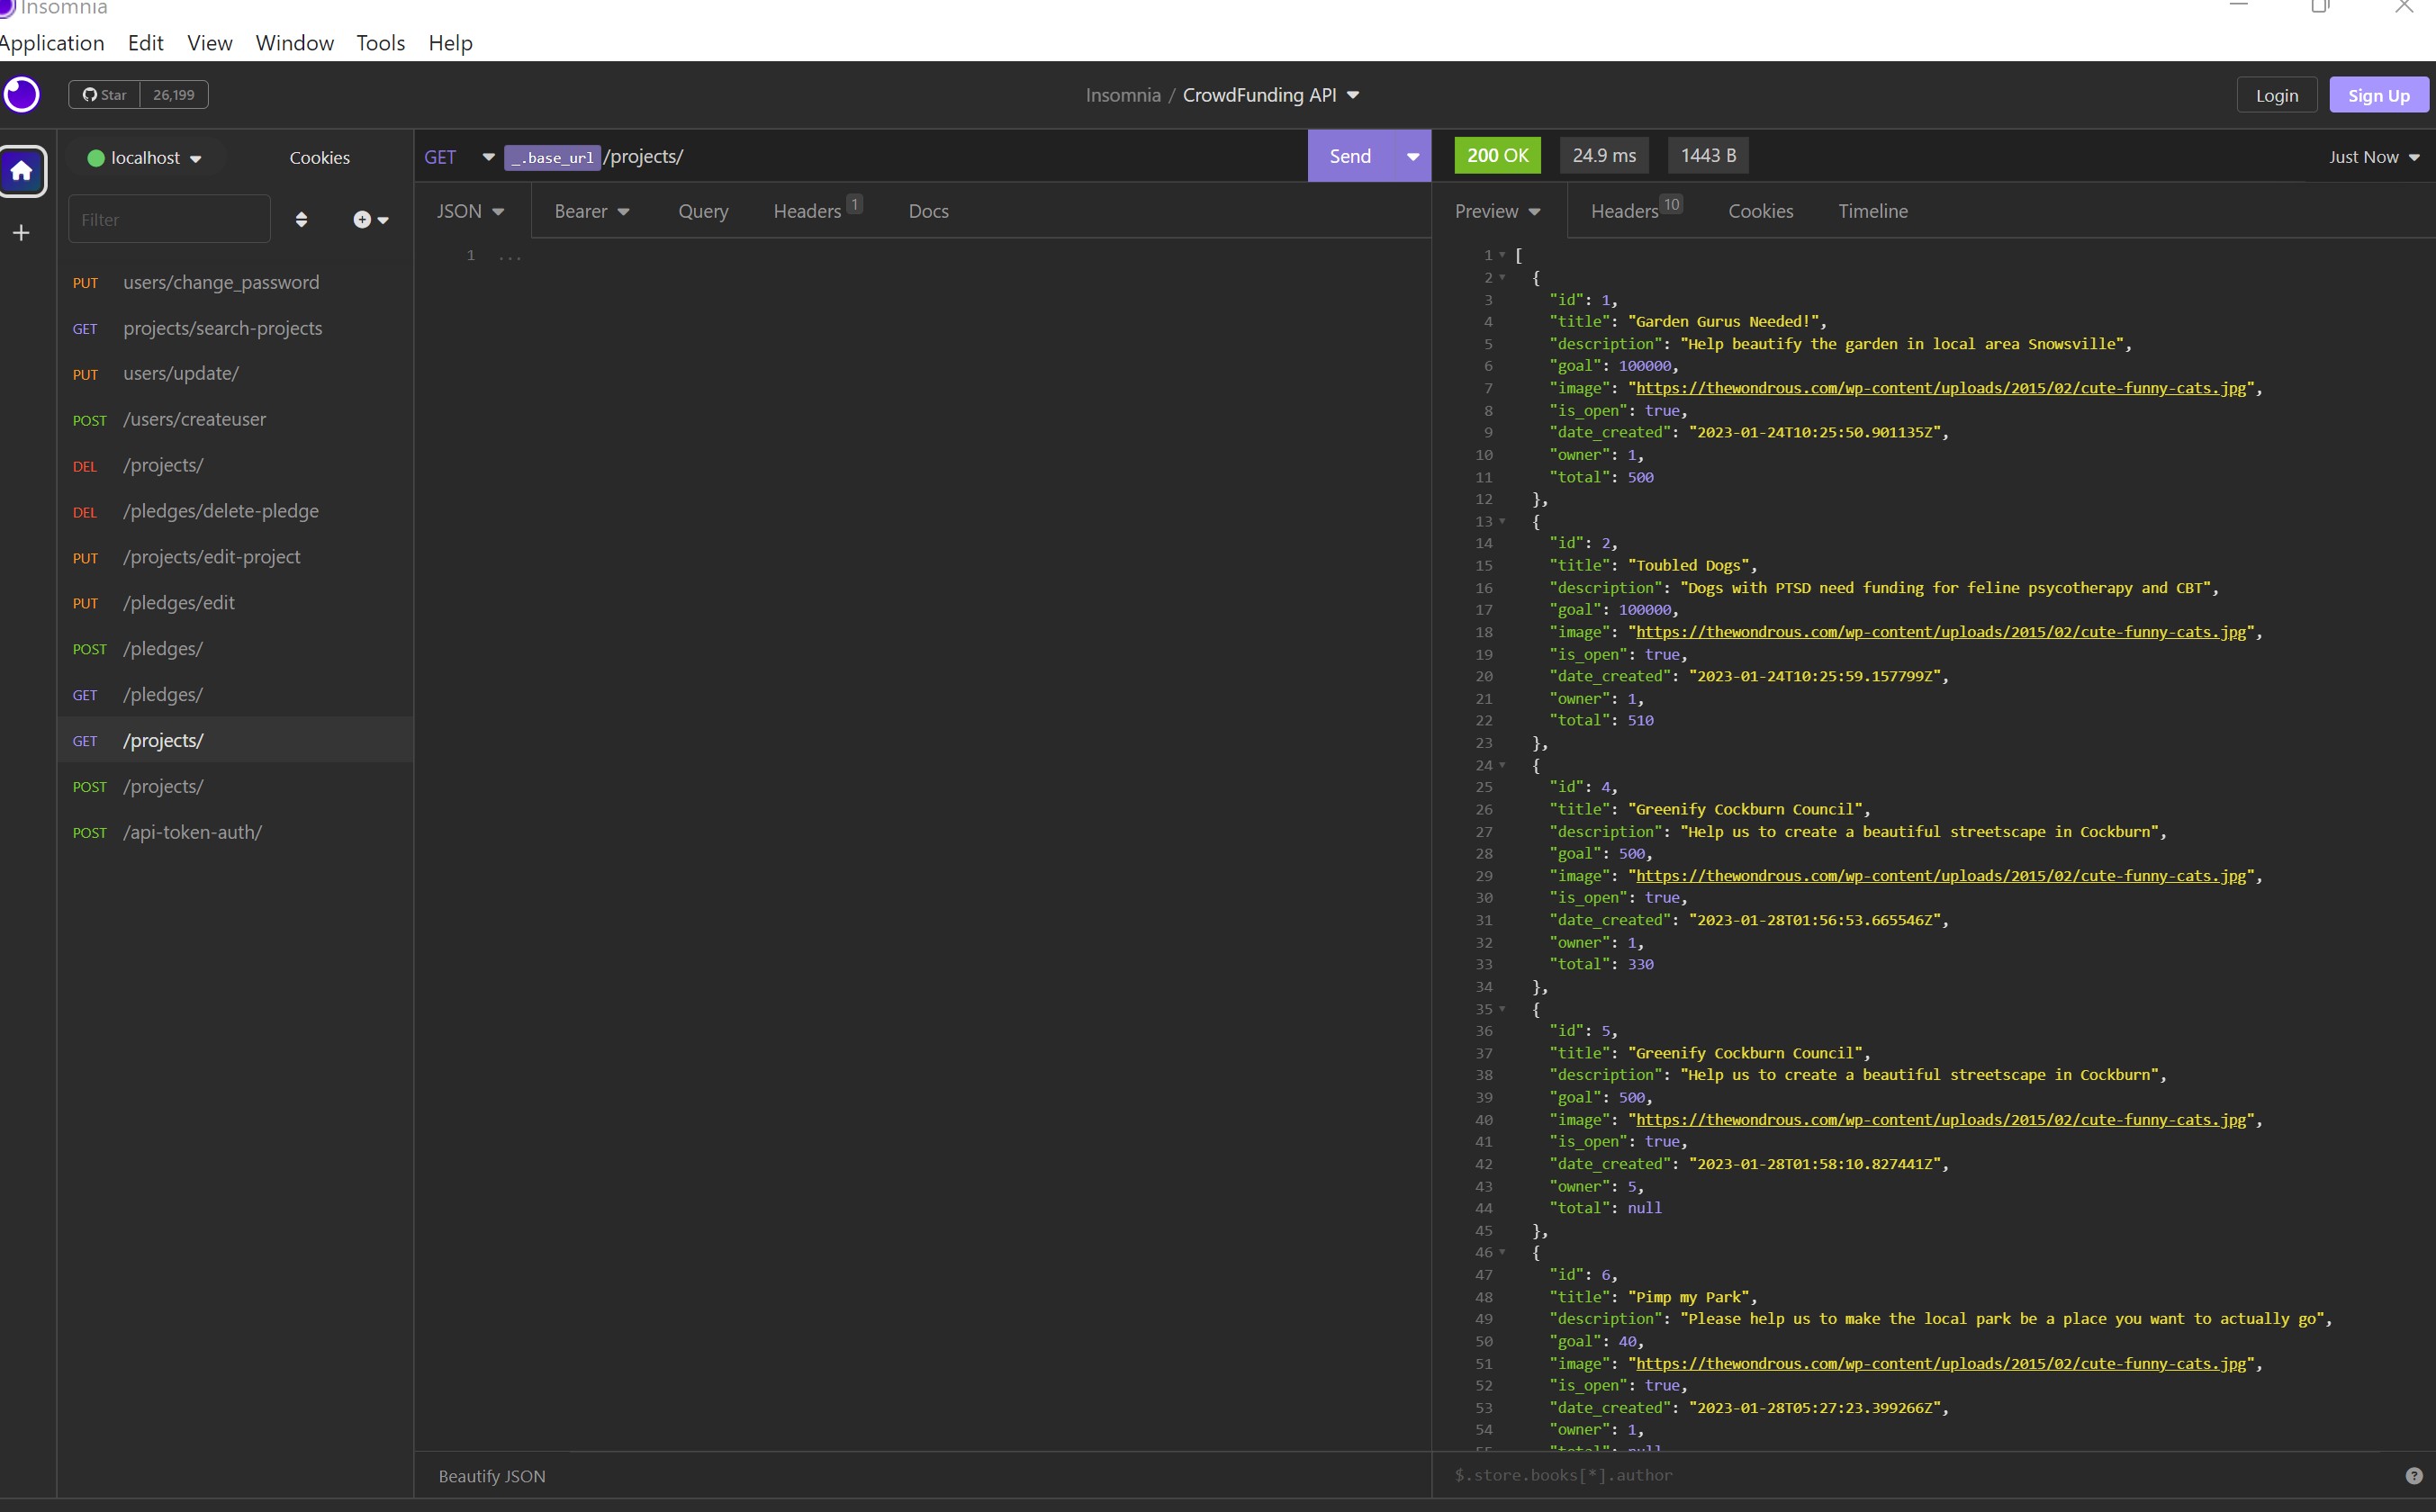 Insomnia
Application Edit View Window Tools Help
Star 26,199
Insomnia / CrowdFunding API
Login Sign Up
localhost Cookies
Filter
PUT users/change_password
GET projects/search-projects
PUT users/update/
POST /users/createuser
DEL /projects/
DEL /pledges/delete-pledge
PUT /projects/edit-project
PUT /pledges/edit
POST /pledges/
GET /pledges/
GET /projects/
POST /projects/
POST /api-token-auth/
GET _.base_url/projects/ Send
JSON Bearer Query Headers 1 Docs
1 ...
Beautify JSON
200 OK 24.9 ms 1443 B Just Now
Preview Headers 10 Cookies Timeline
1 [
2 {
3 "id": 1,
4 "title": "Garden Gurus Needed!",
5 "description": "Help beautify the garden in local area Snowsville",
6 "goal": 100000,
7 "image": "https://thewondrous.com/wp-content/uploads/2015/02/cute-funny-cats.jpg",
8 "is_open": true,
9 "date_created": "2023-01-24T10:25:50.901135Z",
10 "owner": 1,
11 "total": 500
12 },
13 {
14 "id": 2,
15 "title": "Toubled Dogs",
16 "description": "Dogs with PTSD need funding for feline psycotherapy and CBT",
17 "goal": 100000,
18 "image": "https://thewondrous.com/wp-content/uploads/2015/02/cute-funny-cats.jpg",
19 "is_open": true,
20 "date_created": "2023-01-24T10:25:59.157799Z",
21 "owner": 1,
22 "total": 510
23 },
24 {
25 "id": 4,
26 "title": "Greenify Cockburn Council",
27 "description": "Help us to create a beautiful streetscape in Cockburn",
28 "goal": 500,
29 "image": "https://thewondrous.com/wp-content/uploads/2015/02/cute-funny-cats.jpg",
30 "is_open": true,
31 "date_created": "2023-01-28T01:56:53.665546Z",
32 "owner": 1,
33 "total": 330
34 },
35 {
36 "id": 5,
37 "title": "Greenify Cockburn Council",
38 "description": "Help us to create a beautiful streetscape in Cockburn",
39 "goal": 500,
40 "image": "https://thewondrous.com/wp-content/uploads/2015/02/cute-funny-cats.jpg",
41 "is_open": true,
42 "date_created": "2023-01-28T01:58:10.827441Z",
43 "owner": 5,
44 "total": null
45 },
46 {
47 "id": 6,
48 "title": "Pimp my Park",
49 "description": "Please help us to make the local park be a place you want to actually go",
50 "goal": 40,
51 "image": "https://thewondrous.com/wp-content/uploads/2015/02/cute-funny-cats.jpg",
52 "is_open": true,
53 "date_created": "2023-01-28T05:27:23.399266Z",
54 "owner": 1,
55 "total": null
$.store.books[*].author